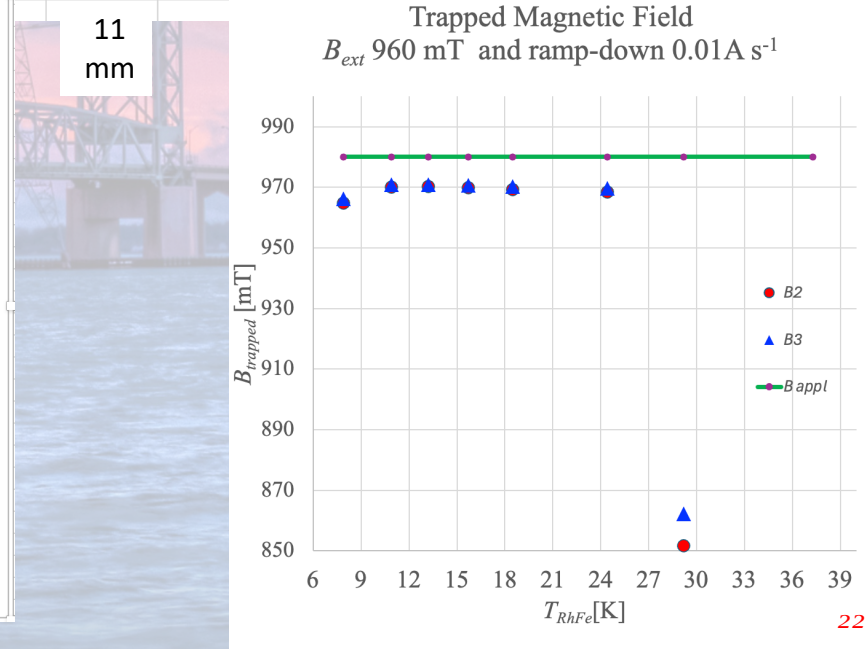 11
mm
Trapped Magnetic Field
Bext 960 mT and ramp-down 0.01A s-1
990
970
950
930
910
890
870
850
Btrapped [mT]
B2
B3
B appl
6 9 12 15 18 21 24 27 30 33 36 39
TRhFe[K]
22